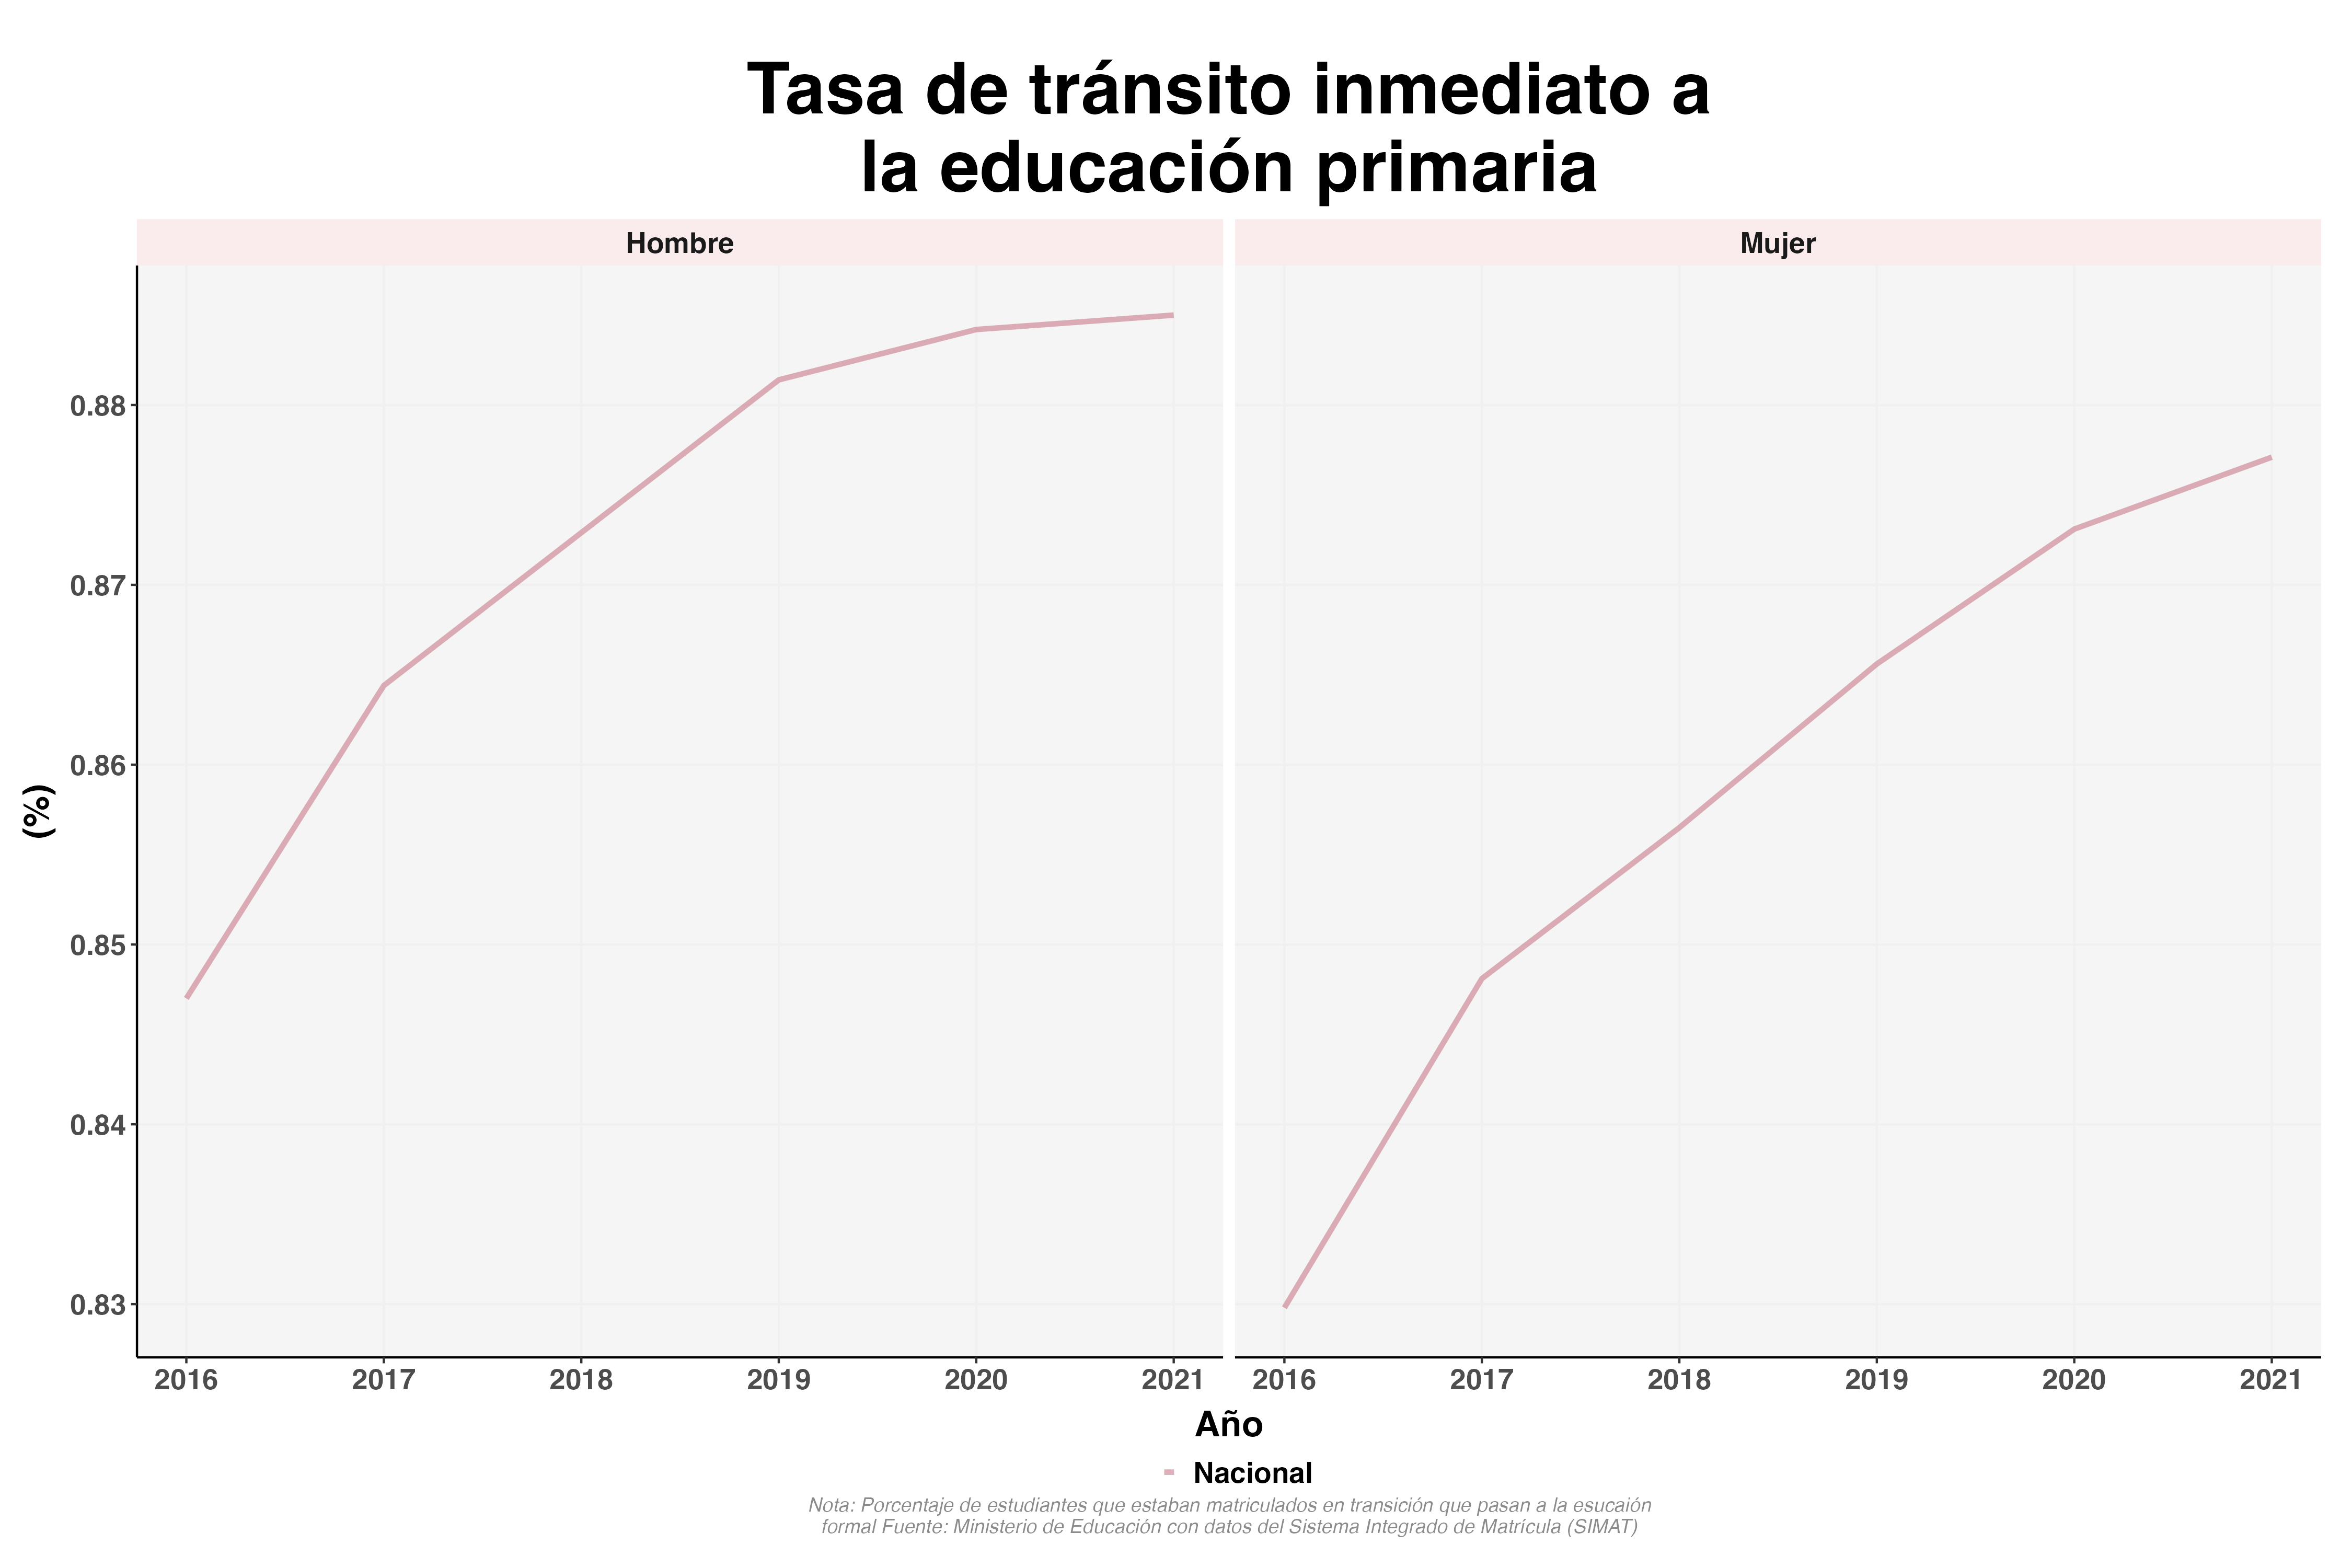 Tasa de tránsito inmediato a
la educación primaria
Hombre
Mujer
0.88
0.87
0.86
0.85
0.84
0.83
(%)
2016 2017 2018 2019 2020 2021 2016 2017 2018 2019 2020 2021
Año
Nacional
Nota: Porcentaje de estudiantes que estaban matriculados en transición que pasan a la esucaión
formal Fuente: Ministerio de Educación con datos del Sistema Integrado de Matrícula (SIMAT)